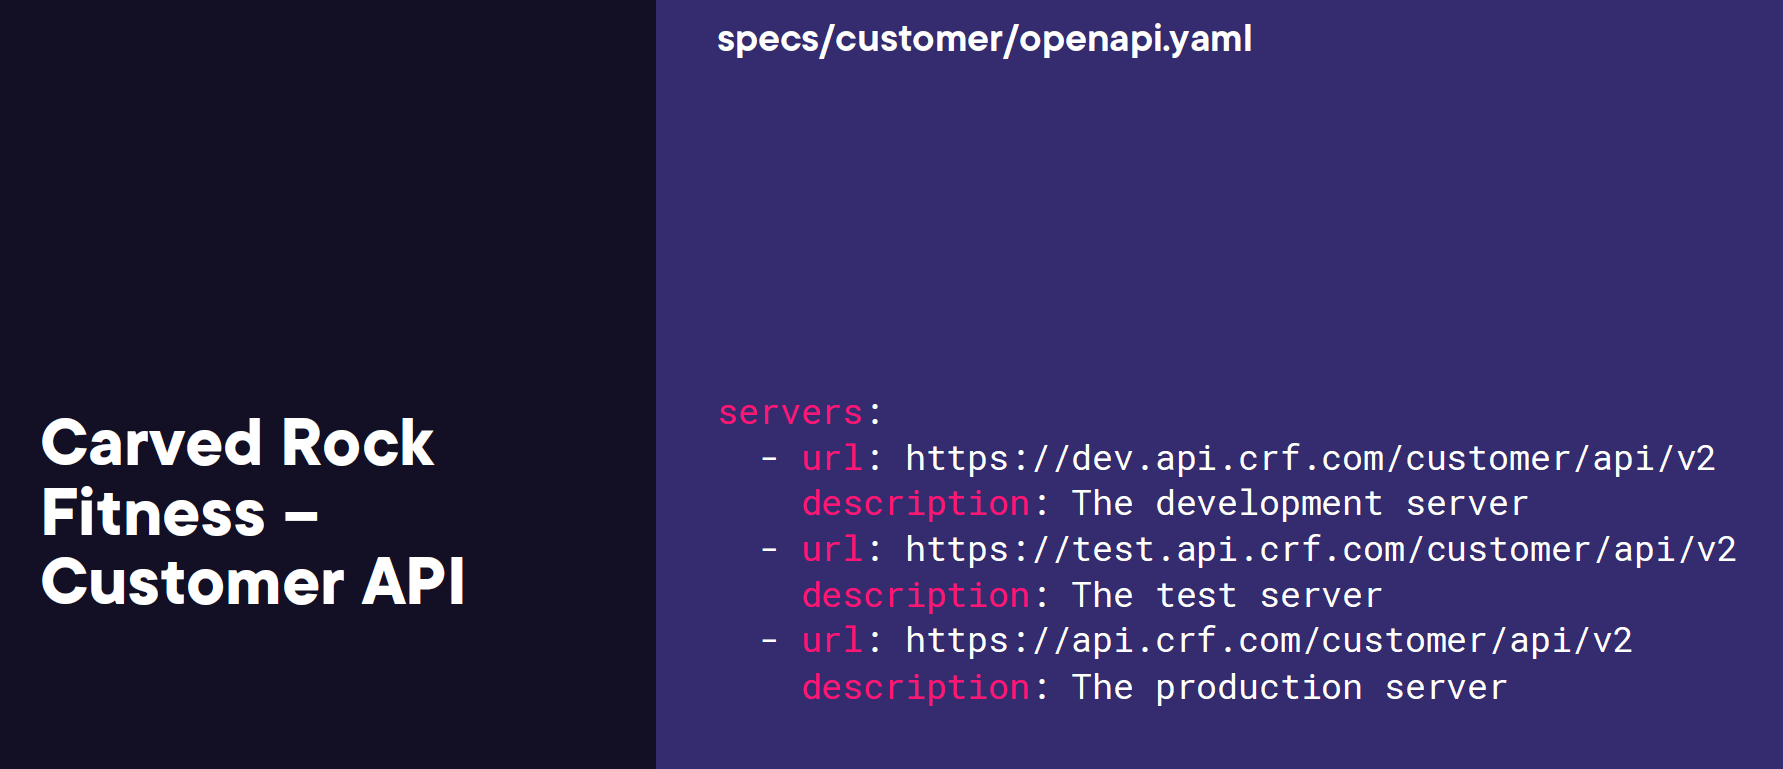 specs/customer/openapi.yaml
Carved Rock
Fitness –
Customer API
servers:
  - url: https://dev.api.crf.com/customer/api/v2
    description: The development server
  - url: https://test.api.crf.com/customer/api/v2
    description: The test server
  - url: https://api.crf.com/customer/api/v2
    description: The production server